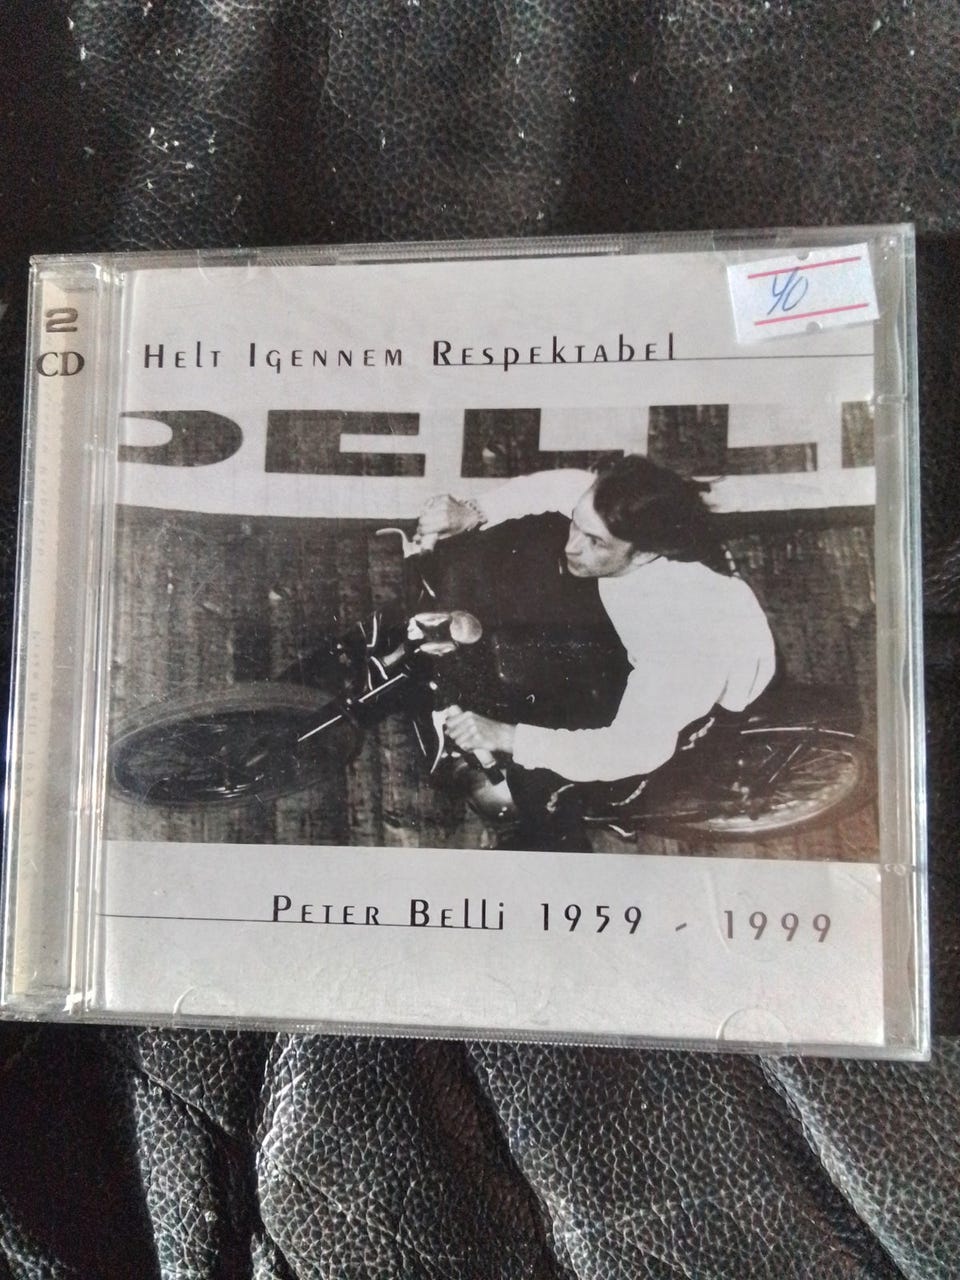 40
2
CD
Helt Igennem Respektabel
BELLI
Peter Belli 1959 - 1999